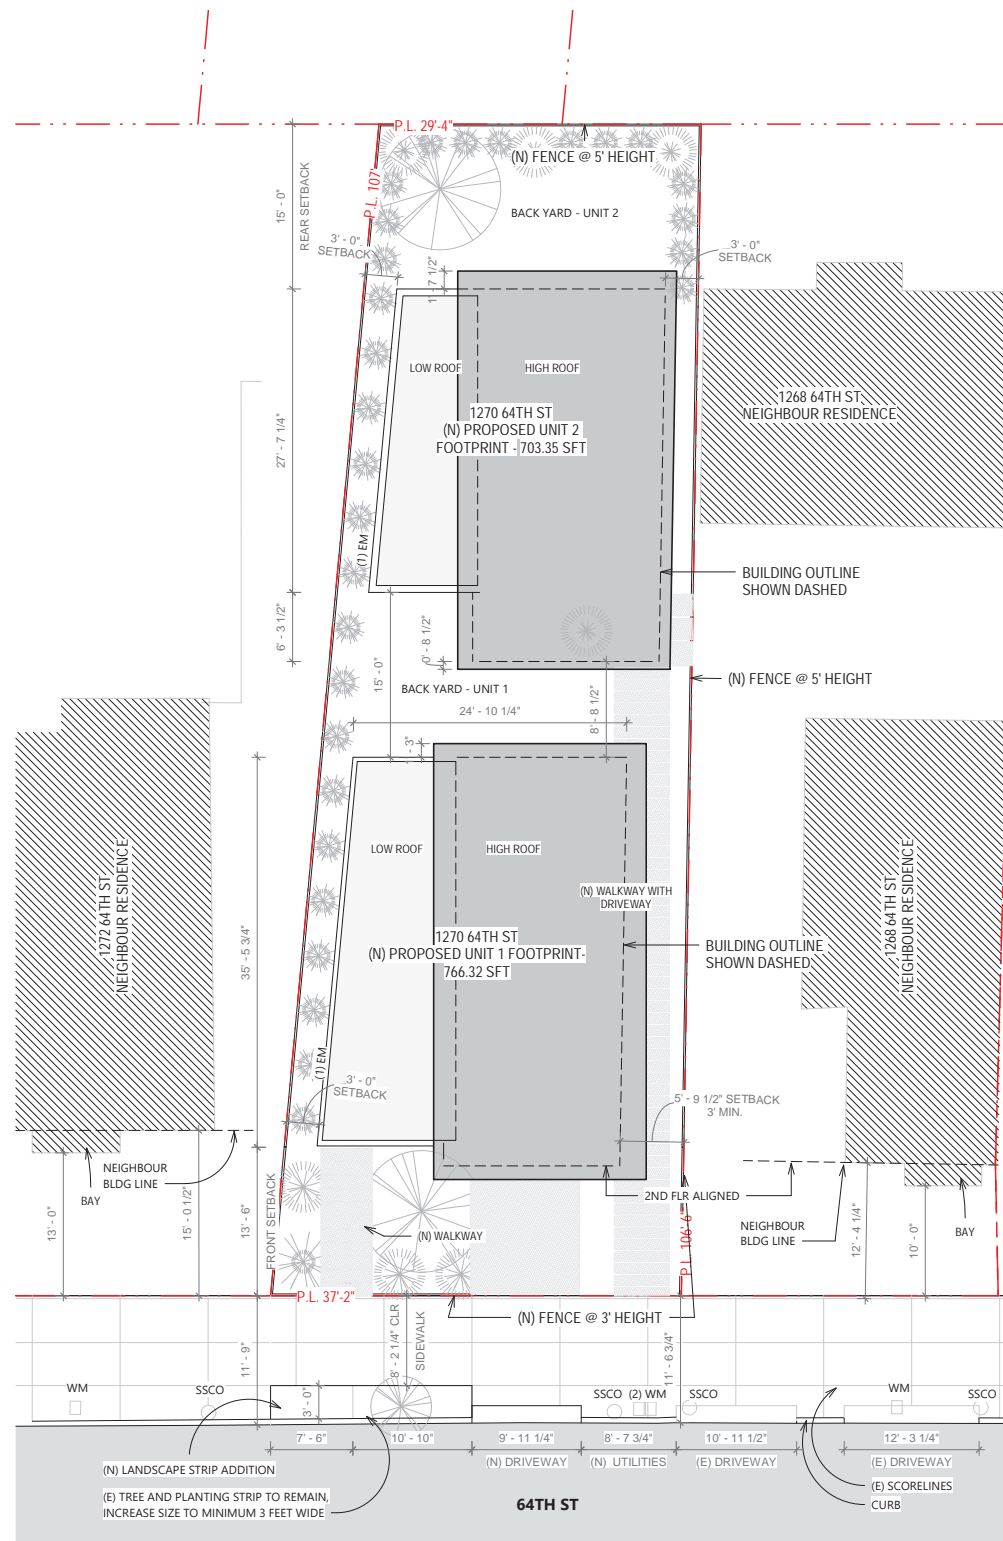 P.L. 29'-4"
(N) FENCE @ 5' HEIGHT
P.L. 107'
15' - 0"
REAR SETBACK
BACK YARD - UNIT 2
3' - 0"
SETBACK
3' - 0"
SETBACK
1' - 7 1/2"
LOW ROOF
HIGH ROOF
1268 64TH ST
NEIGHBOUR RESIDENCE
1270 64TH ST
(N) PROPOSED UNIT 2
FOOTPRINT - 703.35 SFT
27' - 7 1/4"
(1) EM
BUILDING OUTLINE
SHOWN DASHED
6' - 3 1/2"
0' - 8 1/2"
15' - 0"
BACK YARD - UNIT 1
(N) FENCE @ 5' HEIGHT
24' - 10 1/4"
8' - 8 1/2"
- 3"
LOW ROOF
HIGH ROOF
(N) WALKWAY WITH
DRIVEWAY
1272 64TH ST
NEIGHBOUR RESIDENCE
1268 64TH ST
NEIGHBOUR RESIDENCE
35' - 5 3/4"
1270 64TH ST
(N) PROPOSED UNIT 1 FOOTPRINT-
766.32 SFT
BUILDING OUTLINE
SHOWN DASHED
(1) EM
3' - 0"
SETBACK
5' - 9 1/2" SETBACK
3' MIN.
NEIGHBOUR
BLDG LINE
BAY
13' - 0"
15' - 0 1/2"
13' - 6"
FRONT SETBACK
2ND FLR ALIGNED
(N) WALKWAY
P.L. 106' 6"
NEIGHBOUR
BLDG LINE
12' - 4 1/4"
10' - 0"
BAY
P.L. 37'-2"
(N) FENCE @ 3' HEIGHT
11' - 9"
8' - 2 1/4" CLR
SIDEWALK
11' - 6 3/4"
WM
SSCO
3' - 0"
SSCO
(2) WM
SSCO
WM
SSCO
7' - 6"
10' - 10"
9' - 11 1/4"
8' - 7 3/4"
10' - 11 1/2"
12' - 3 1/4"
(N) DRIVEWAY
(N) UTILITIES
(E) DRIVEWAY
(E) DRIVEWAY
(N) LANDSCAPE STRIP ADDITION
(E) TREE AND PLANTING STRIP TO REMAIN,
INCREASE SIZE TO MINIMUM 3 FEET WIDE
(E) SCORELINES
CURB
64TH ST